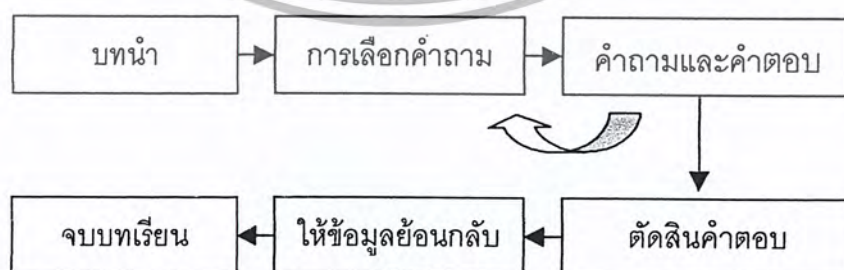 บทนำ
การเลือกคำถาม
คำถามและคำตอบ
จบบทเรียน
ให้ข้อมูลย้อนกลับ
ตัดสินคำตอบ